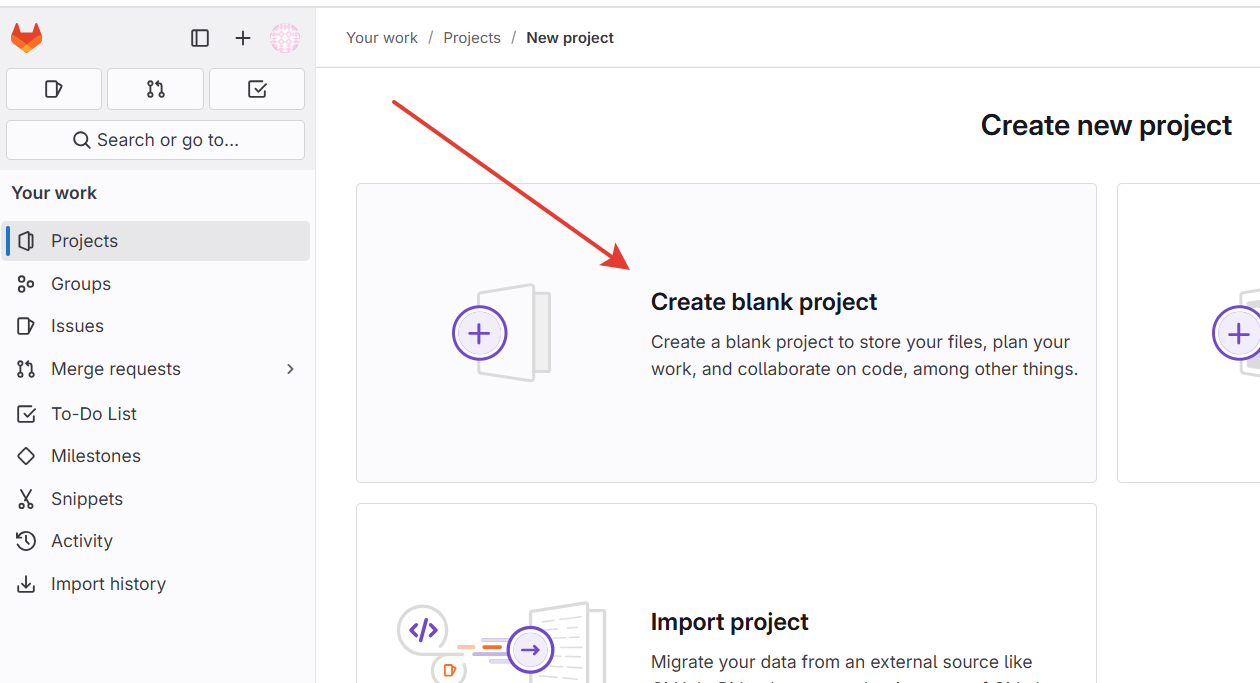 Your work / Projects / New project
Search or go to...
Your work
Projects
Groups
Issues
Merge requests
To-Do List
Milestones
Snippets
Activity
Import history
Create new project
Create blank project
Create a blank project to store your files, plan your
work, and collaborate on code, among other things.
Import project
Migrate your data from an external source like